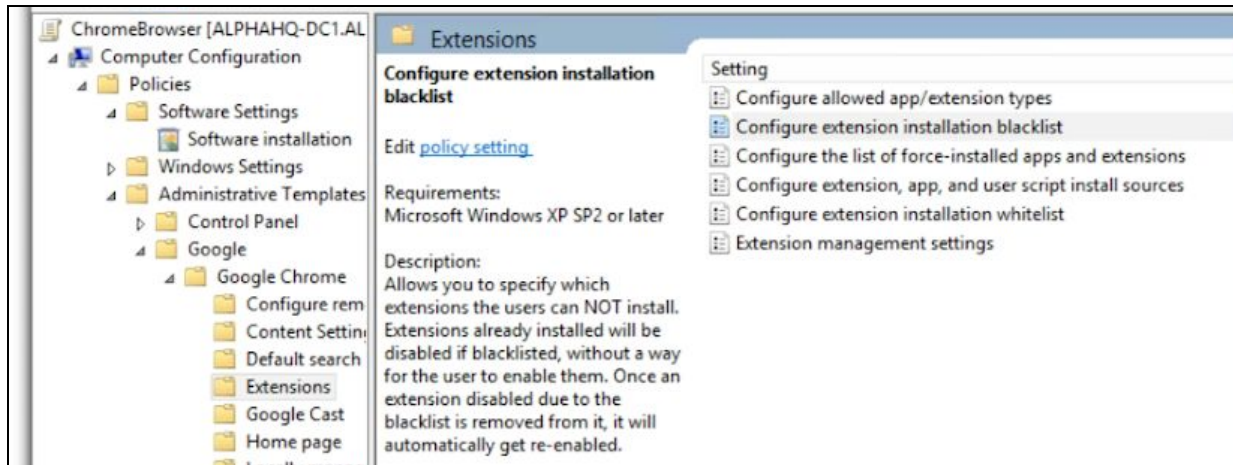 ChromeBrowser [ALPHAHQ-DC1.AL
Computer Configuration
Policies
Software Settings
Software installation
Windows Settings
Administrative Templates
Control Panel
Google
Google Chrome
Configure rem
Content Setting
Default search
Extensions
Google Cast
Home page
Extensions
Configure extension installation
blacklist
Edit policy setting
Requirements:
Microsoft Windows XP SP2 or later
Description:
Allows you to specify which
extensions the users can NOT install.
Extensions already installed will be
disabled if blacklisted, without a way
for the user to enable them. Once an
extension disabled due to the
blacklist is removed from it, it will
automatically get re-enabled.
Setting
Configure allowed app/extension types
Configure extension installation blacklist
Configure the list of force-installed apps and extensions
Configure extension, app, and user script install sources
Configure extension installation whitelist
Extension management settings